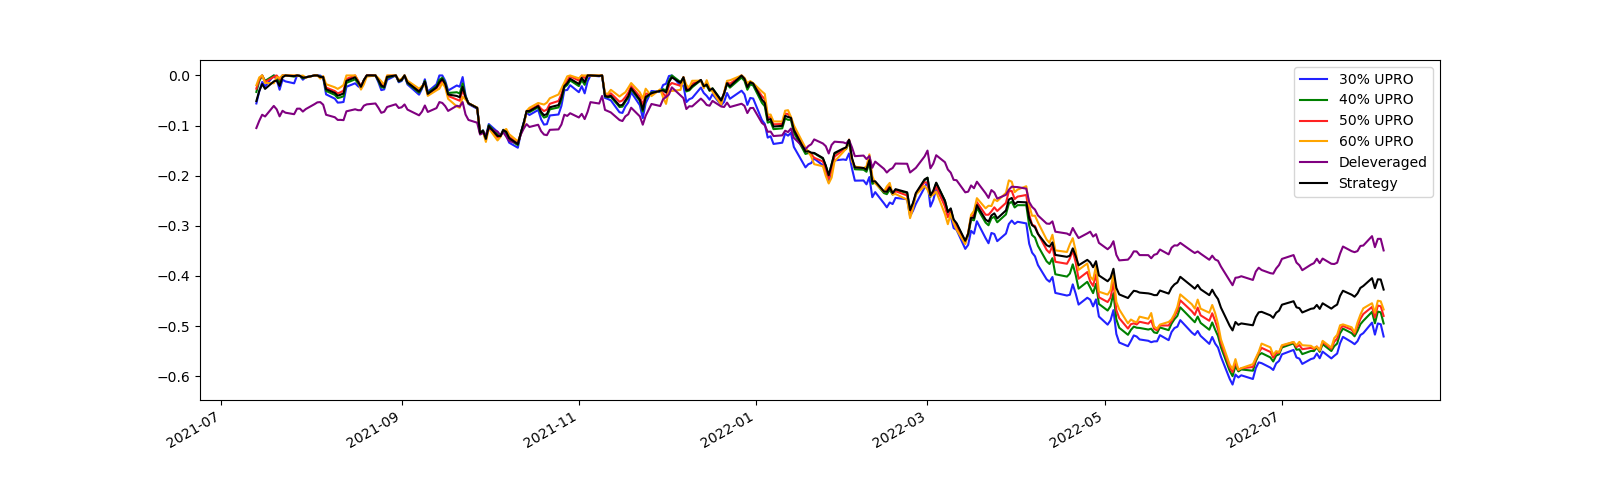 0.0
−0.1
−0.2
−0.3
−0.4
−0.5
−0.6
2021-07
2021-09
2021-11
2022-01
2022-03
2022-05
2022-07
30% UPRO
40% UPRO
50% UPRO
60% UPRO
Deleveraged
Strategy